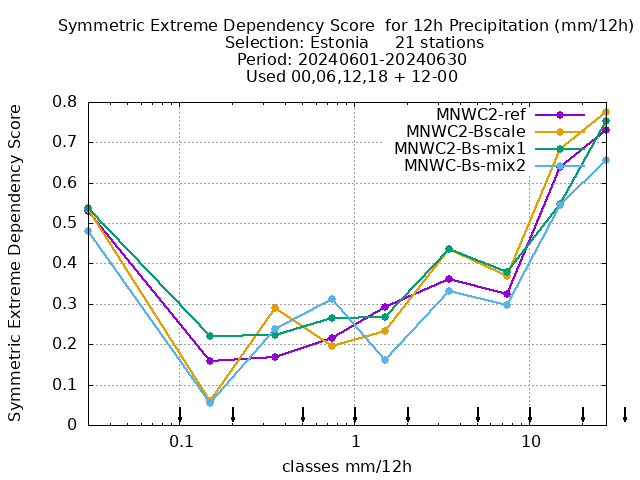 Symmetric Extreme Dependency Score  for 12h Precipitation (mm/12h)
Selection: Estonia     21 stations
Period: 20240601-20240630
Used 00,06,12,18 + 12-00
Symmetric Extreme Dependency Score
0.8
0.7
0.6
0.5
0.4
0.3
0.2
0.1
0
MNWC2-ref
MNWC2-Bscale
MNWC2-Bs-mix1
MNWC-Bs-mix2
0.1 1 10
classes mm/12h